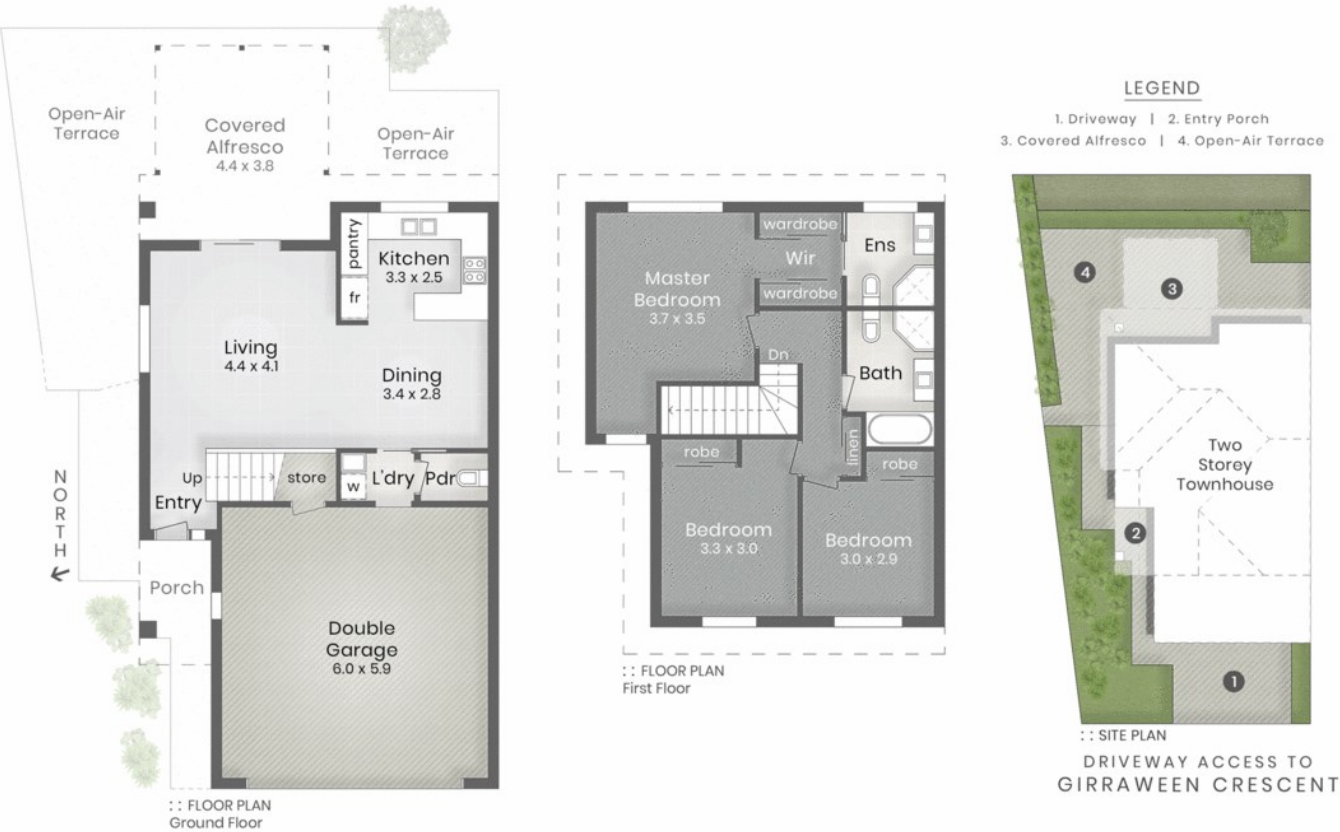 Open-Air
Terrace
Covered
Alfresco
4.4 x 3.8
Open-Air
Terrace
pantry
fr
Kitchen
3.3 x 2.5
Living
4.4 x 4.1
Dining
3.4 x 2.8
Up
store
w
L'dry
Pdr
Entry
NORTH
Porch
Double
Garage
6.0 x 5.9
:: FLOOR PLAN
Ground Floor
Master
Bedroom
3.7 x 3.5
wardrobe
Wir
wardrobe
Ens
Dn
Bath
robe
linen
robe
Bedroom
3.3 x 3.0
Bedroom
3.0 x 2.9
:: FLOOR PLAN
First Floor
LEGEND
1. Driveway | 2. Entry Porch
3. Covered Alfresco | 4. Open-Air Terrace
4
3
Two
Storey
Townhouse
2
1
:: SITE PLAN
DRIVEWAY ACCESS TO
GIRRAWEEN CRESCENT